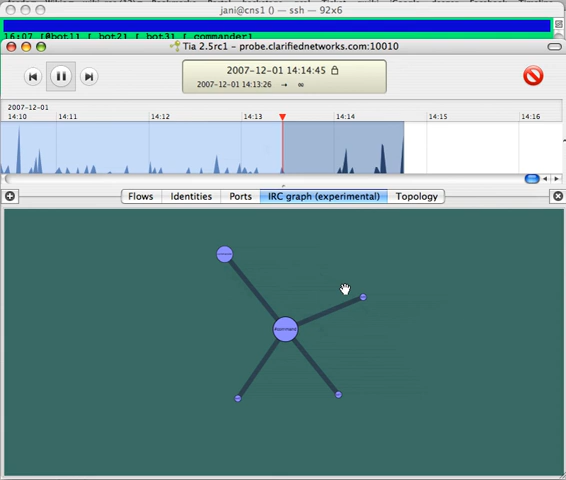 jani@cns1 () — ssh — 92x6
16:07 [@bot1] [ bot2] [ bot3] [ commander]
Tia 2.5rc1 – probe.clarifiednetworks.com:10010
2007-12-01 14:14:45
2007-12-01 14:13:26 → ∞
2007-12-01
14:10 14:11 14:12 14:13 14:14 14:15 14:16
Flows Identities Ports IRC graph (experimental) Topology
#command